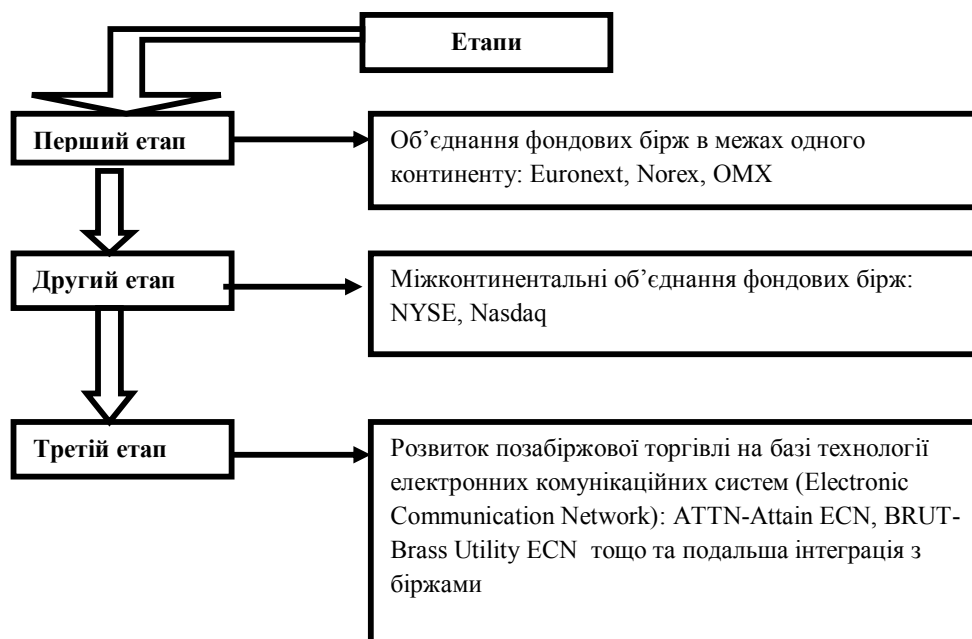 Етапи
Перший етап
Об’єднання фондових бірж в межах одного
континенту: Euronext, Norex, OMX
Другий етап
Міжконтинентальні об’єднання фондових бірж:
NYSE, Nasdaq
Третій етап
Розвиток позабіржової торгівлі на базі технології
електронних комунікаційних систем (Electronic
Communication Network): ATTN-Attain ECN, BRUT-
Brass Utility ECN тощо та подальша інтеграція з
біржами